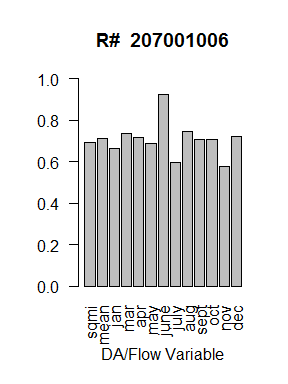 R#  207001006
1.0
0.8
0.6
0.4
0.2
0.0
sqmi
mean
jan
mar
apr
may
june
july
aug
sept
oct
nov
dec
DA/Flow Variable